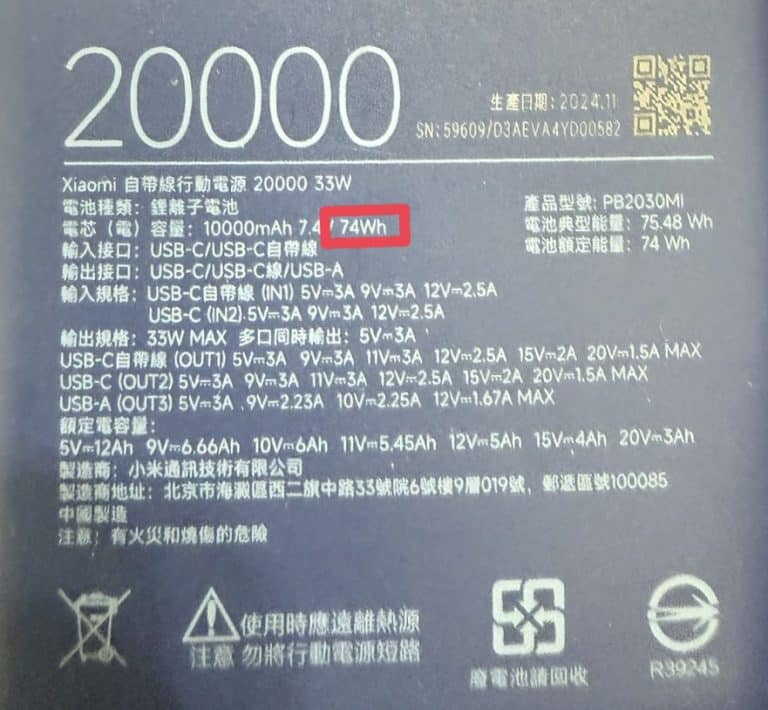 20000
生產日期：2024.11
SN:59609/D3AEVA4YD00582
Xiaomi 自帶線行動電源 20000 33W
電池種類：鋰離子電池
產品型號：PB2030MI
電芯（電）容量：10000mAh 7.4 74Wh
電池典型能量：75.48 Wh
輸入接口：USB-C/USB-C自帶線
電池額定能量：74 Wh
輸出接口：USB-C/USB-C線/USB-A
輸入規格：USB-C自帶線 (IN1) 5V⎓3A 9V⎓3A 12V⎓2.5A
USB-C (IN2) 5V⎓3A 9V⎓3A 12V⎓2.5A
輸出規格：33W MAX 多口同時輸出：5V⎓3A
USB-C自帶線 (OUT1) 5V⎓3A 9V⎓3A 11V⎓3A 12V⎓2.5A 15V⎓2A 20V⎓1.5A MAX
USB-C (OUT2) 5V⎓3A 9V⎓3A 11V⎓3A 12V⎓2.5A 15V⎓2A 20V⎓1.5A MAX
USB-A (OUT3) 5V⎓3A 9V⎓2.23A 10V⎓2.25A 12V⎓1.67A MAX
額定電容量：
5V⎓12Ah 9V⎓6.66Ah 10V⎓6Ah 11V⎓5.45Ah 12V⎓5Ah 15V⎓4Ah 20V⎓3Ah
製造商：小米通訊技術有限公司
製造商地址：北京市海澱區西二旗中路33號院6號樓9層019號，郵遞區號100085
中國製造
注意：有火災和燒傷的危險
使用時應遠離熱源
注意 勿將行動電源短路
廢電池請回收
R39245